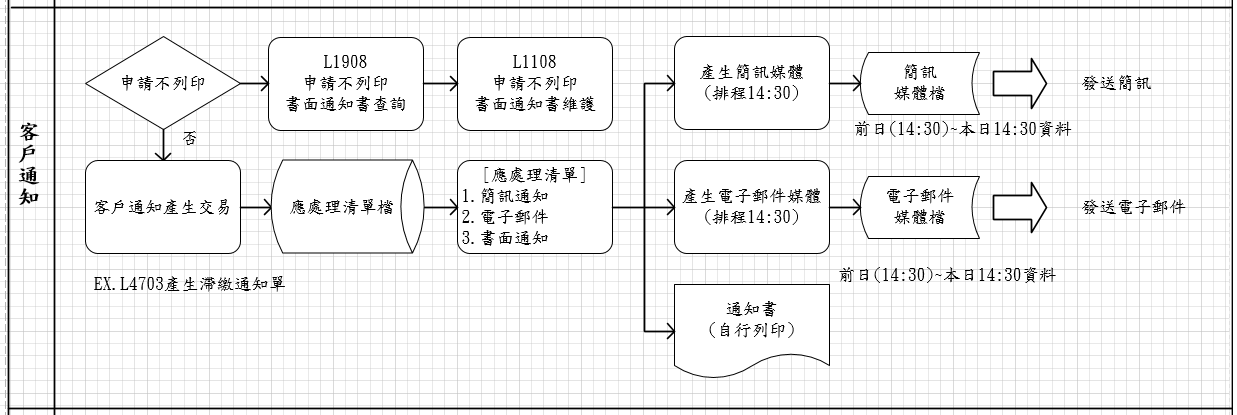 客戶通知
申請不列印
否
L1908
申請不列印
書面通知書查詢
L1108
申請不列印
書面通知書維護
產生簡訊媒體
(排程14:30)
簡訊
媒體檔
發送簡訊
前日(14:30)~本日14:30資料
客戶通知產生交易
應處理清單檔
[應處理清單]
1.簡訊通知
2.電子郵件
3.書面通知
產生電子郵件媒體
(排程14:30)
電子郵件
媒體檔
發送電子郵件
前日(14:30)~本日14:30資料
EX.L4703產生滯繳通知單
通知書
(自行列印)